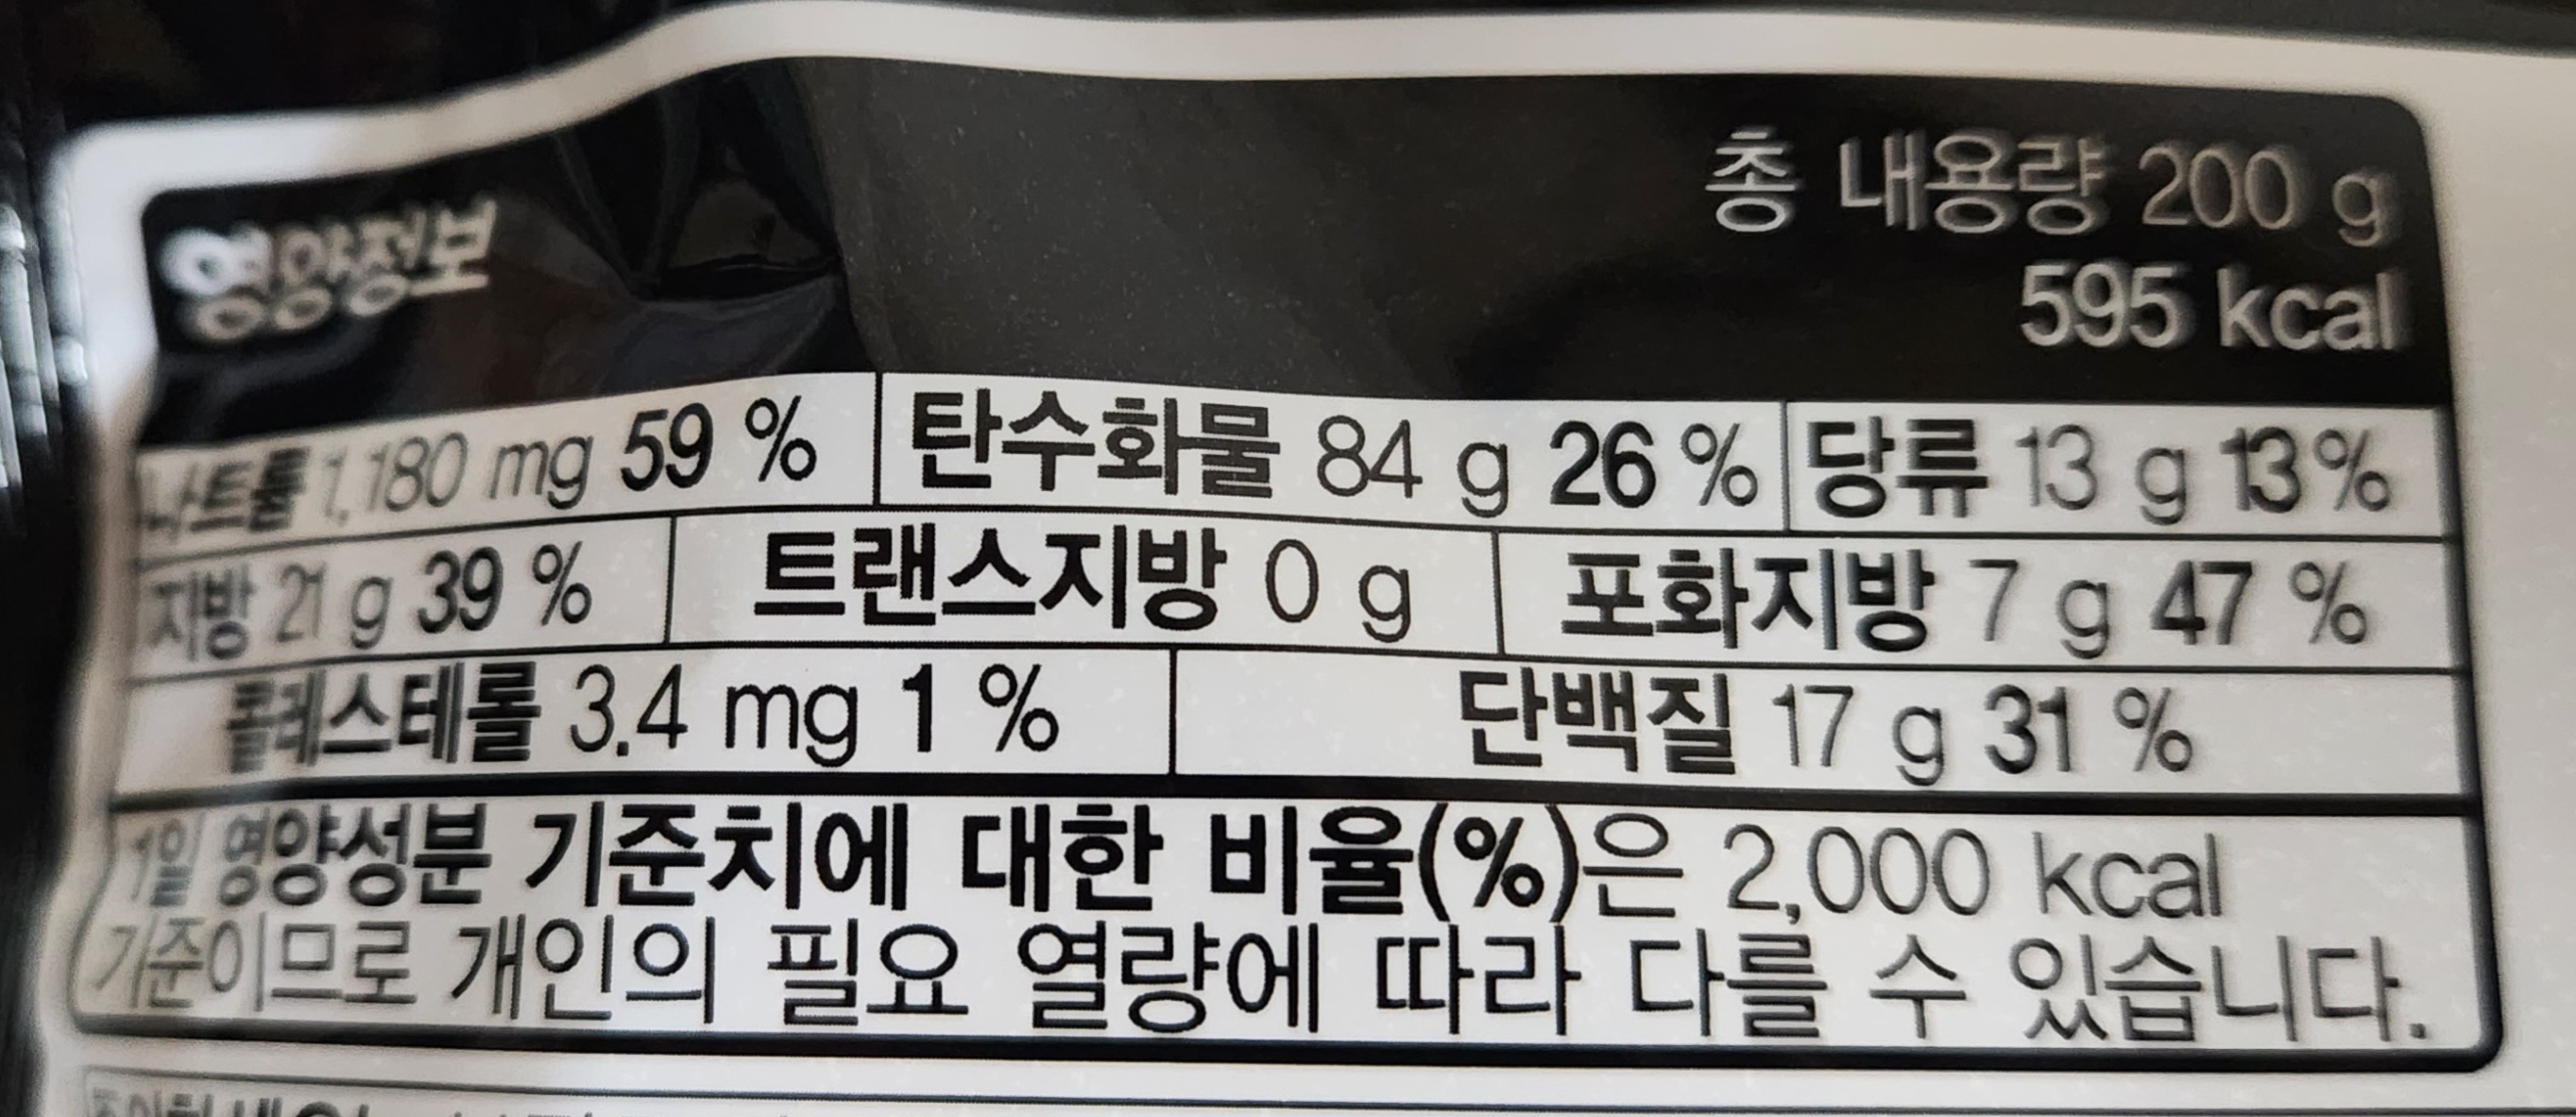 영양정보
총 내용량 200 g
595 kcal
나트륨 1,180 mg 59 % 탄수화물 84 g 26 % 당류 13 g 13%
지방 21 g 39 % 트랜스지방 0 g 포화지방 7 g 47 %
콜레스테롤 3.4 mg 1 % 단백질 17 g 31 %
1일 영양성분 기준치에 대한 비율(%)은 2,000 kcal
기준이므로 개인의 필요 열량에 따라 다를 수 있습니다.